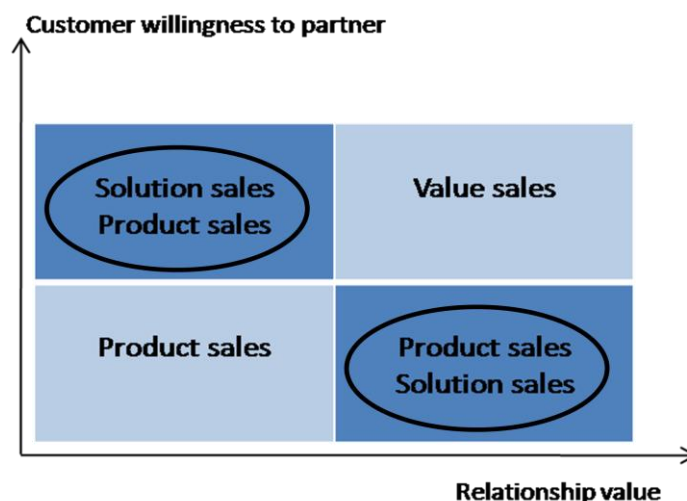 Customer willingness to partner
Solution sales
Product sales
Value sales
Product sales
Product sales
Solution sales
Relationship value